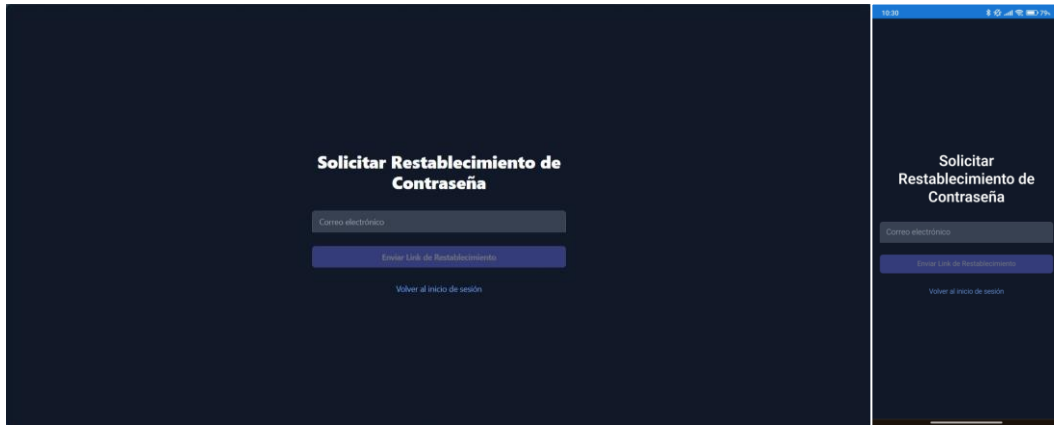 Solicitar Restablecimiento de
Contraseña
Correo electrónico
Enviar Link de Restablecimiento
Volver al inicio de sesión
10:30
79%
Solicitar
Restablecimiento de
Contraseña
Correo electrónico
Enviar Link de Restablecimiento
Volver al inicio de sesión